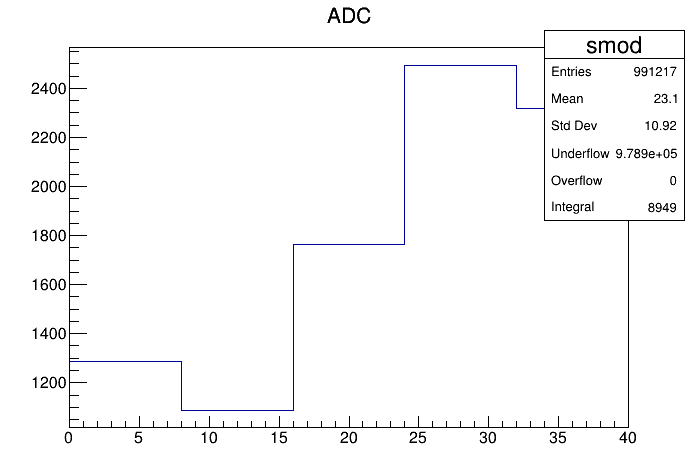 ADC
smod
Entries 991217
Mean 23.1
Std Dev 10.92
Underflow 9.789e+05
Overflow 0
Integral 8949
2400
2200
2000
1800
1600
1400
1200
0 5 10 15 20 25 30 35 40